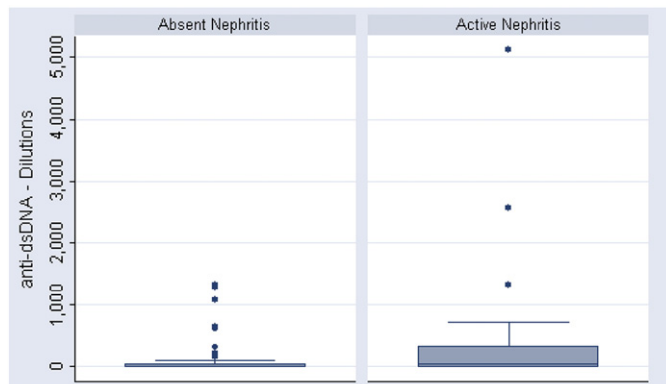 Absent Nephritis
Active Nephritis
anti-dsDNA - Dilutions
5,000
4,000
3,000
2,000
1,000
0